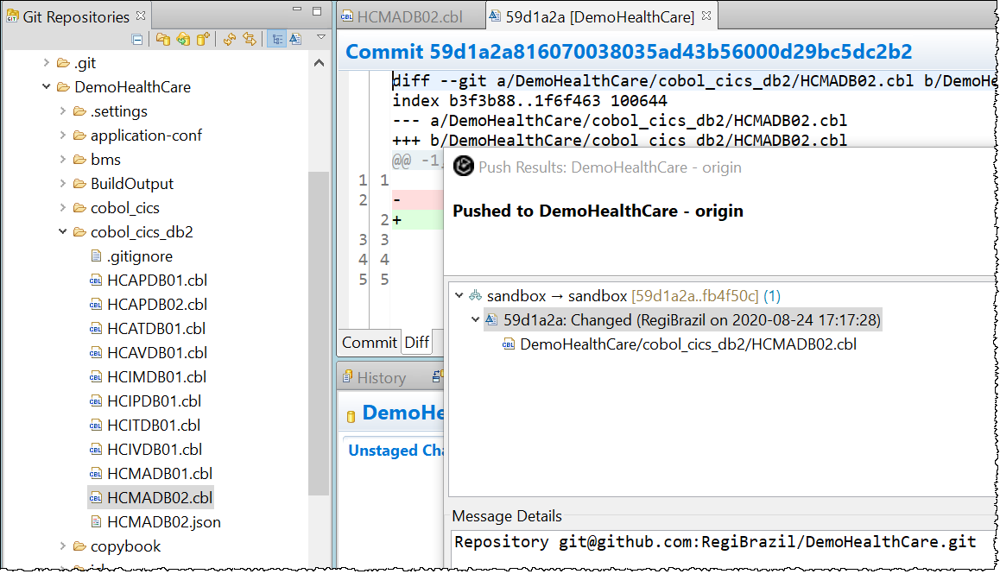 Git Repositories
.git
DemoHealthCare
.settings
application-conf
bms
BuildOutput
cobol_cics
cobol_cics_db2
.gitignore
HCAPDB01.cbl
HCAPDB02.cbl
HCATDB01.cbl
HCAVDB01.cbl
HCIMDB01.cbl
HCIPDB01.cbl
HCITDB01.cbl
HCIVDB01.cbl
HCMADB01.cbl
HCMADB02.cbl
HCMADB02.json
copybook
HCMADB02.cbl
59d1a2a [DemoHealthCare]
Commit 59d1a2a816070038035ad43b56000d29bc5dc2b2
diff --git a/DemoHealthCare/cobol_cics_db2/HCMADB02.cbl b/DemoHe
index b3f3b88..1f6f463 100644
--- a/DemoHealthCare/cobol_cics_db2/HCMADB02.cbl
+++ b/DemoHealthCare/cobol_cics_db2/HCMADB02.cbl
@@ -1,
1 1
2 -
2 +
3 3
4 4
5 5
Commit Diff
History
DemoHe
Unstaged Cha
Push Results: DemoHealthCare - origin
Pushed to DemoHealthCare - origin
sandbox → sandbox [59d1a2a..fb4f50c] (1)
59d1a2a: Changed (RegiBrazil on 2020-08-24 17:17:28)
DemoHealthCare/cobol_cics_db2/HCMADB02.cbl
Message Details
Repository git@github.com:RegiBrazil/DemoHealthCare.git